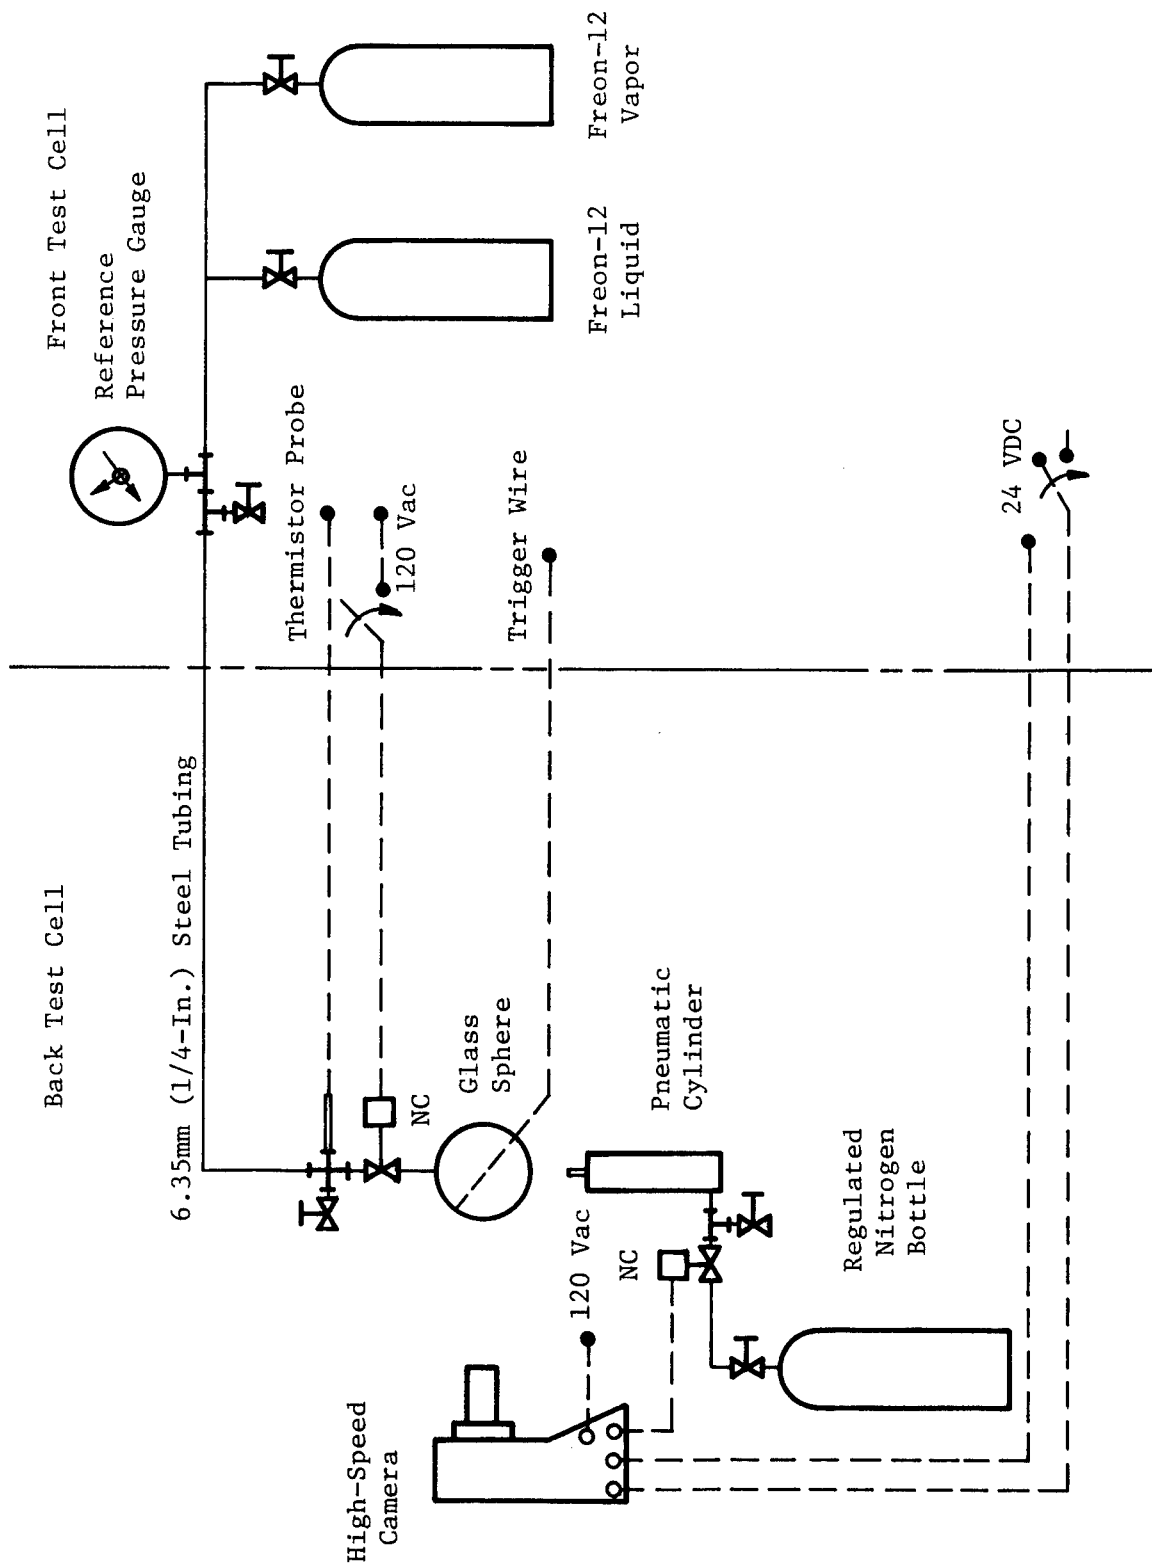 Back Test Cell
Front Test Cell
Reference
Pressure Gauge
6.35mm (1/4-In.) Steel Tubing
Thermistor Probe
120 Vac
NC
Freon-12
Liquid
Freon-12
Vapor
Glass
Sphere
Trigger Wire
High-Speed
Camera
120 Vac
NC
Pneumatic
Cylinder
Regulated
Nitrogen
Bottle
24 VDC